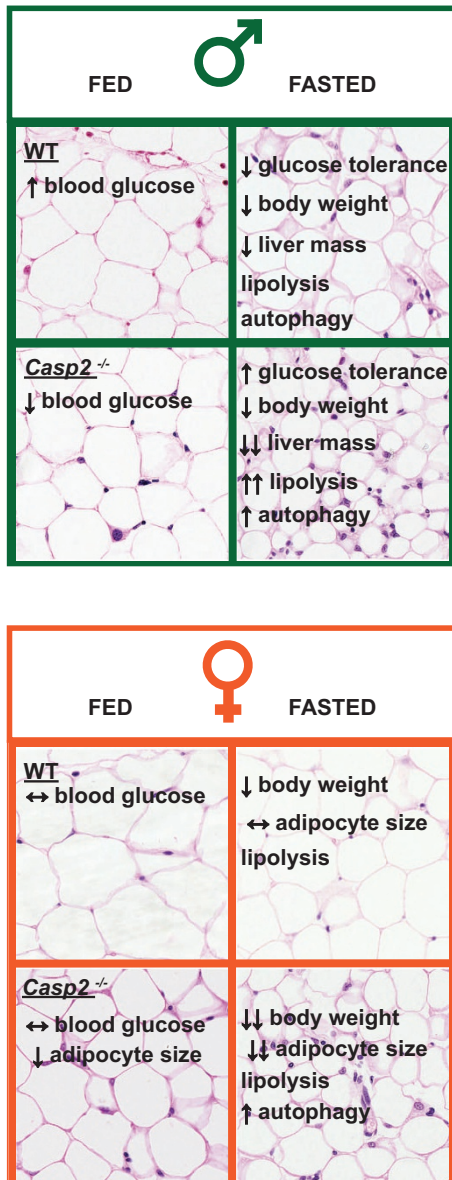 FED
FASTED
WT
↑ blood glucose
↓ glucose tolerance
↓ body weight
↓ liver mass
lipolysis
autophagy
Casp2 -/-
↓ blood glucose
↑ glucose tolerance
↓ body weight
↓↓ liver mass
↑↑ lipolysis
↑ autophagy
FED
FASTED
WT
↔ blood glucose
↓ body weight
↔ adipocyte size
lipolysis
Casp2 -/-
↔ blood glucose
↓ adipocyte size
↓↓ body weight
↓↓ adipocyte size
lipolysis
↑ autophagy